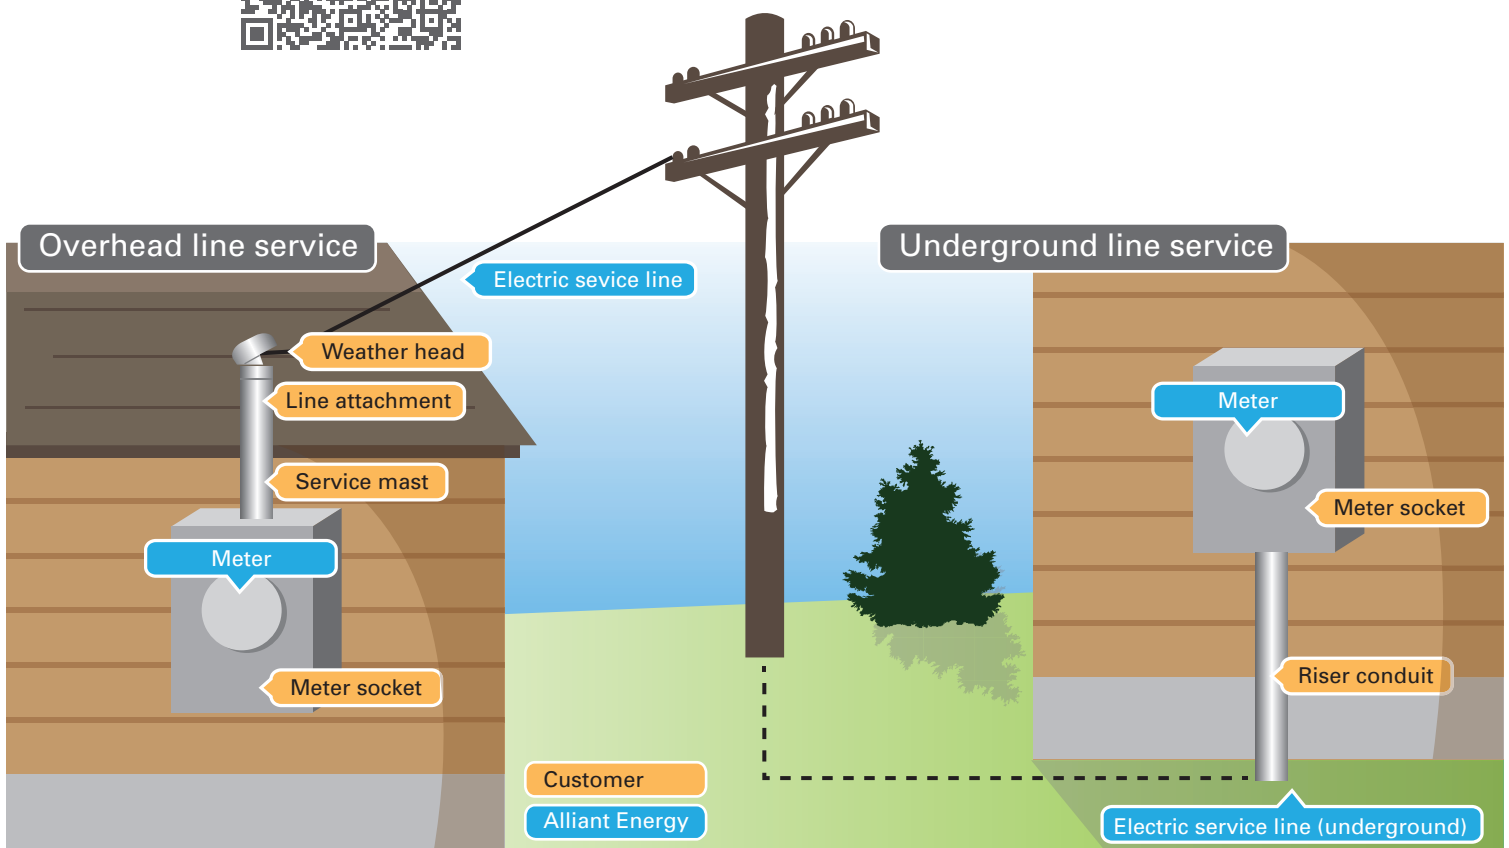 Overhead line service
Underground line service
Electric sevice line
Weather head
Line attachment
Service mast
Meter
Meter socket
Meter
Meter socket
Riser conduit
Customer
Alliant Energy
Electric service line (underground)